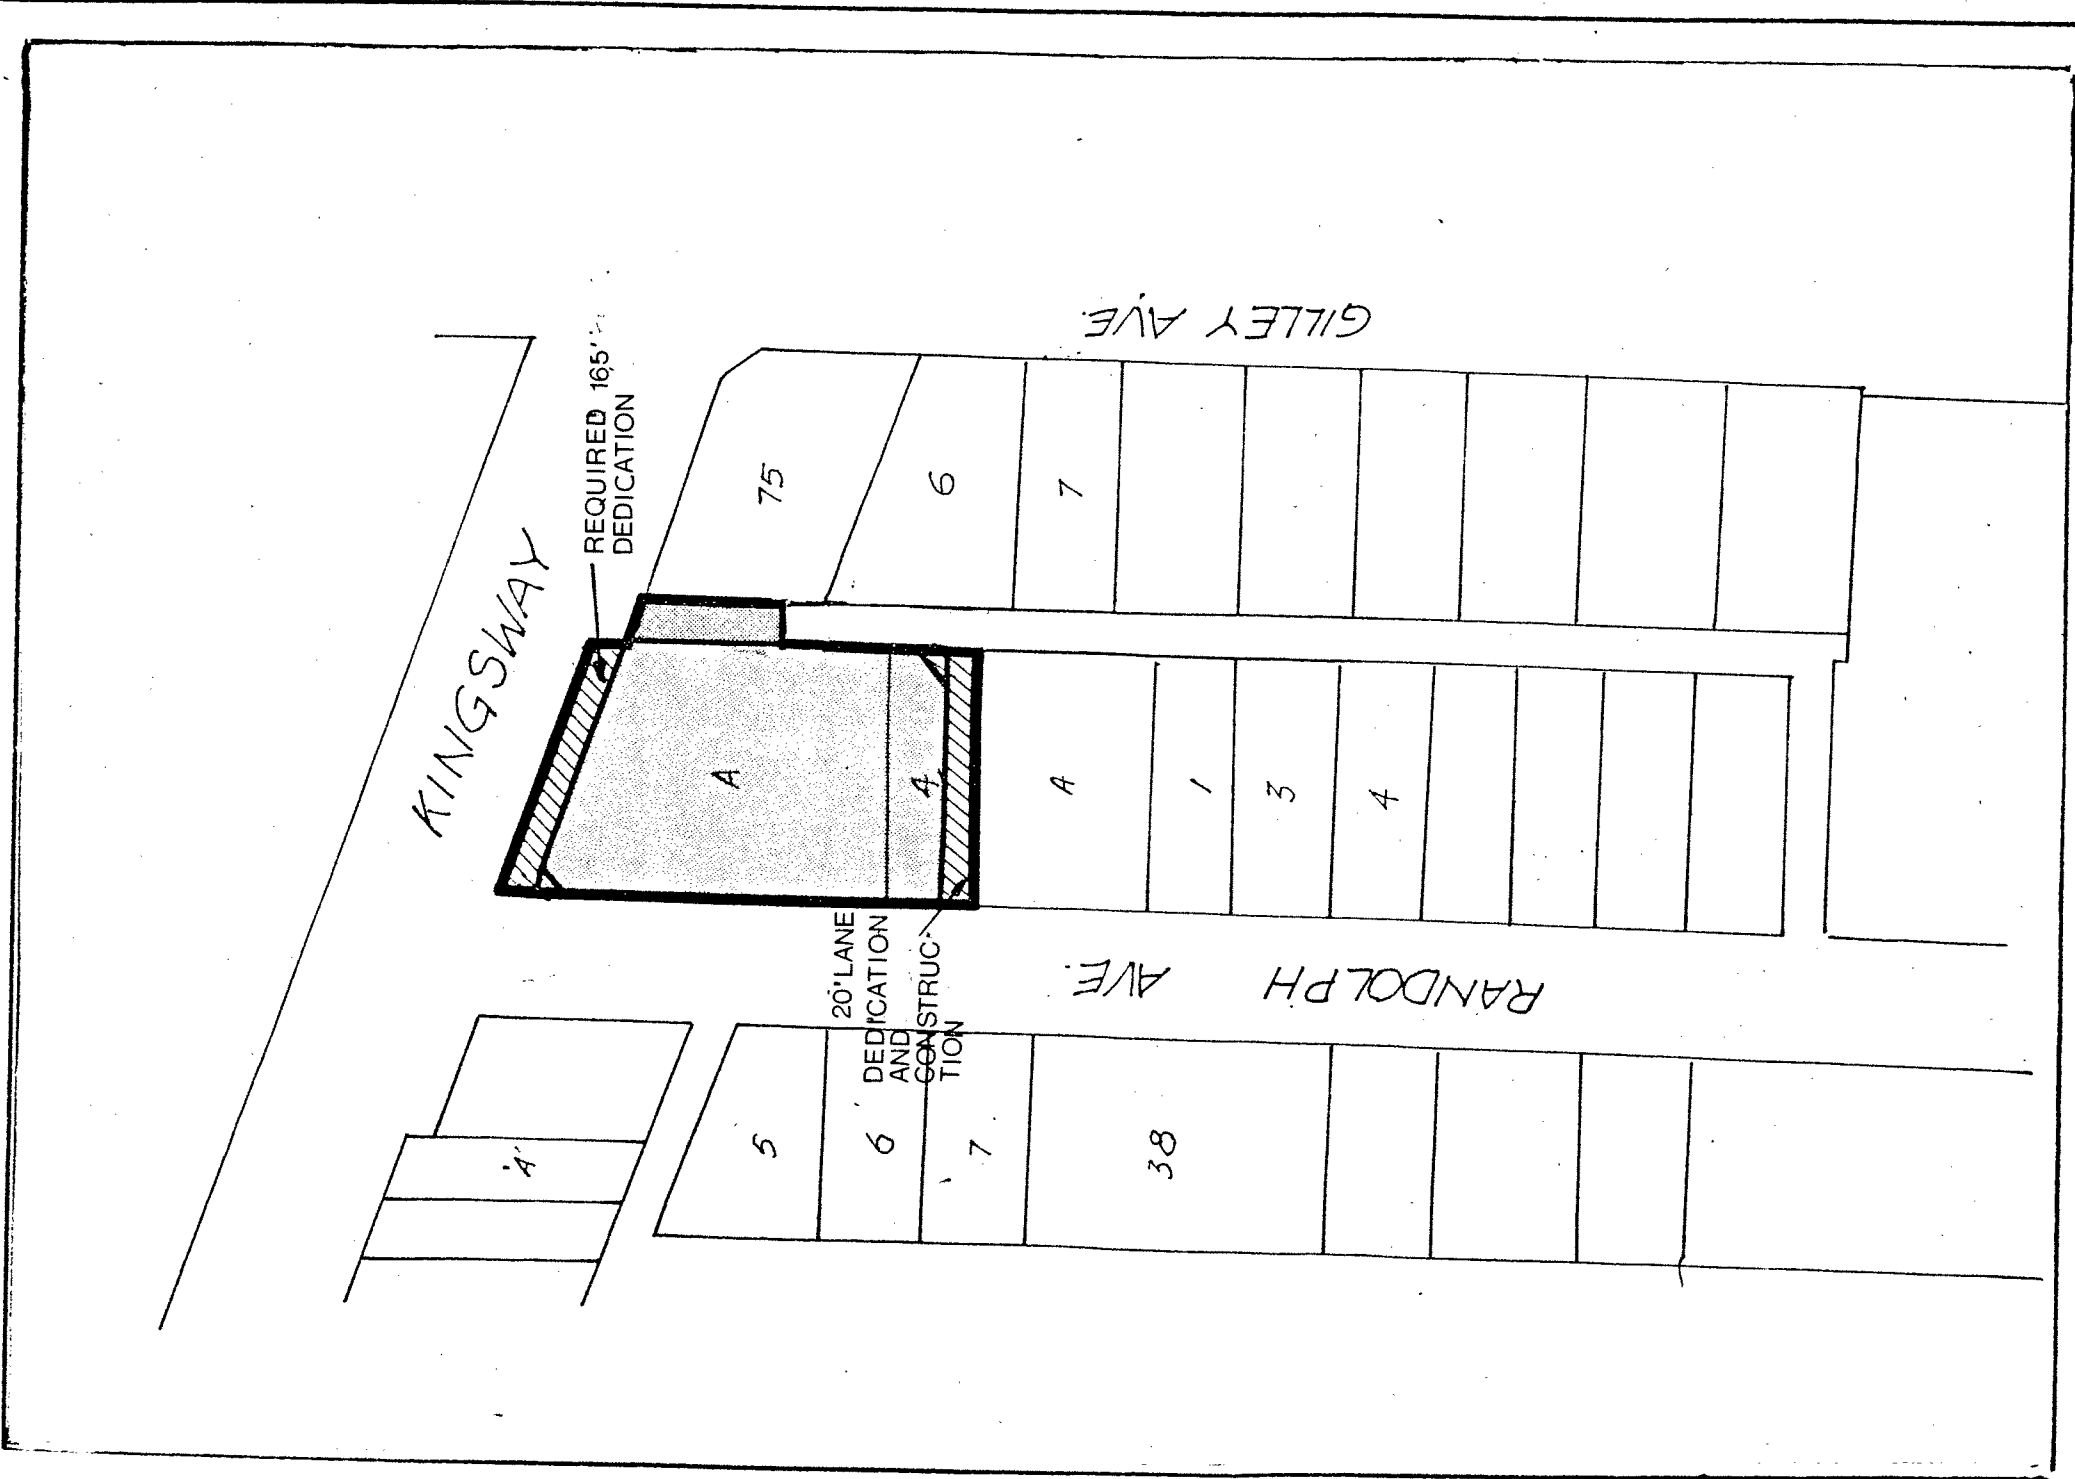 GILLEY AVE.
KINGSWAY
REQUIRED 16.5'
DEDICATION
75
6
7
A
4
A
1
3
4
20' LANE
DEDICATION
AND
CONSTRUC-
TION
RANDOLPH AVE.
'A'
5
6
7
38